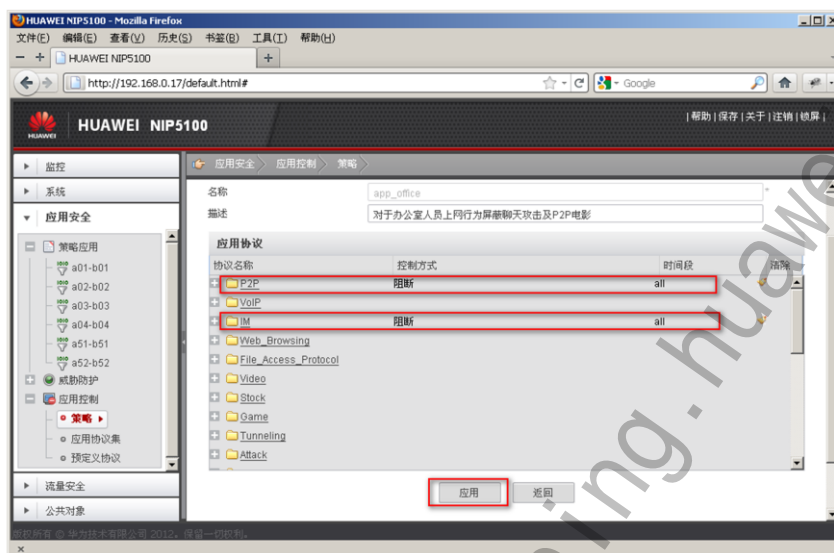 HUAWEI NIP5100 - Mozilla Firefox
文件(F) 编辑(E) 查看(V) 历史(S) 书签(B) 工具(T) 帮助(H)
HUAWEI NIP5100
http://192.168.0.17/default.html#
Google
HUAWEI
HUAWEI NIP5100
| 帮助 | 保存 | 关于 | 注销 | 锁屏 |
监控
系统
应用安全
策略应用
a01-b01
a02-b02
a03-b03
a04-b04
a51-b51
a52-b52
威胁防护
应用控制
策略
应用协议集
预定义协议
流量安全
公共对象
应用安全 应用控制 策略
名称 app_office *
描述 对于办公室人员上网行为屏蔽聊天攻击及P2P电影
应用协议
协议名称 控制方式 时间段 清除
P2P 阻断 all
VoIP
IM 阻断 all
Web_Browsing
File_Access_Protocol
Video
Stock
Game
Tunneling
Attack
应用 返回
版权所有 © 华为技术有限公司 2012。保留一切权利。
ing.huawe